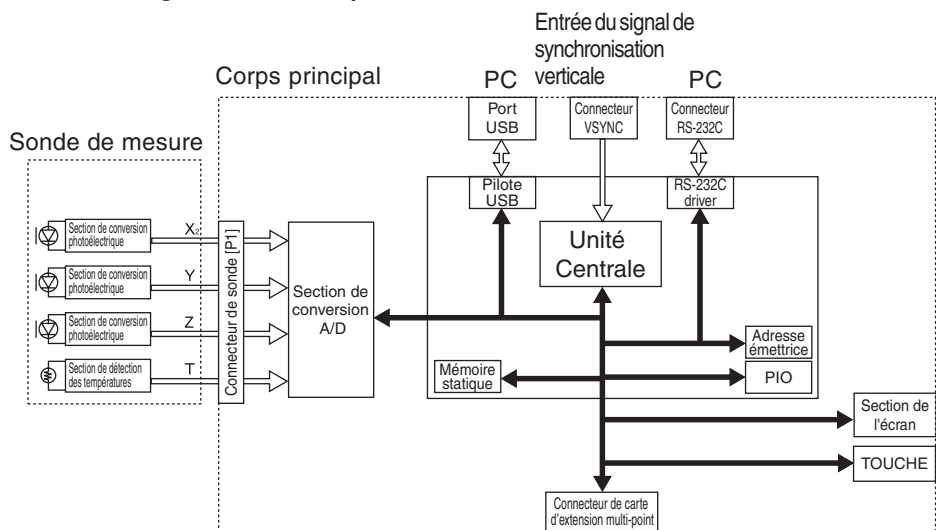 Entrée du signal de
synchronisation
verticale
Corps principal
PC
PC
Port
USB
Connecteur
VSYNC
Connecteur
RS-232C
Sonde de mesure
Pilote
USB
RS-232C
driver
Unité
Centrale
Section de conversion
photoélectrique
X₂
Section de conversion
photoélectrique
Y
Section de conversion
photoélectrique
Z
Section de détection
des températures
T
Connecteur de sonde [P1]
Section de
conversion
A/D
Adresse
émettrice
Mémoire
statique
PIO
Section de
l'écran
TOUCHE
Connecteur de carte
d'extension multi-point